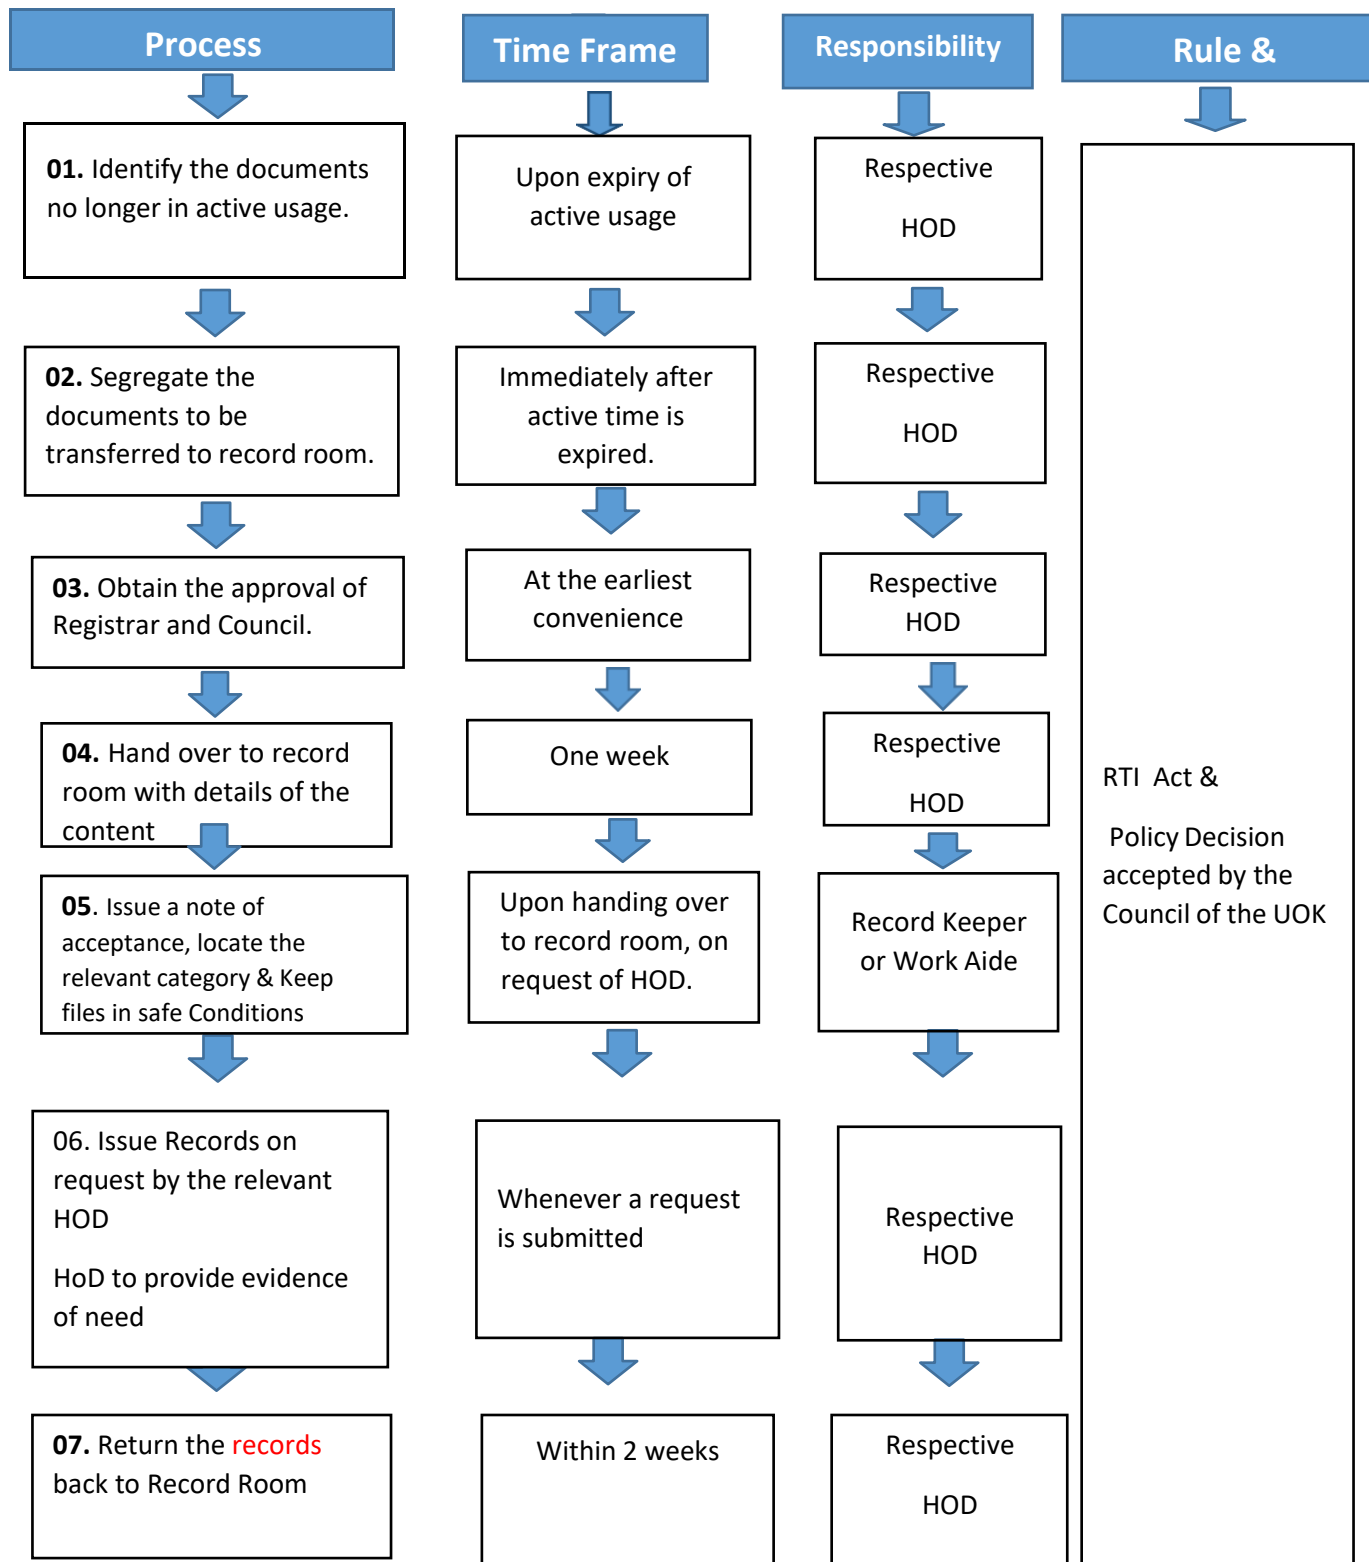 Process
Time Frame
Responsibility
Rule &
01. Identify the documents
no longer in active usage.
Upon expiry of
active usage
Respective
HOD
02. Segregate the
documents to be
transferred to record room.
Immediately after
active time is
expired.
Respective
HOD
03. Obtain the approval of
Registrar and Council.
At the earliest
convenience
Respective
HOD
04. Hand over to record
room with details of the
content
One week
Respective
HOD
05. Issue a note of
acceptance, locate the
relevant category & Keep
files in safe Conditions
Upon handing over
to record room, on
request of HOD.
Record Keeper
or Work Aide
06. Issue Records on
request by the relevant
HOD
HoD to provide evidence
of need
Whenever a request
is submitted
Respective
HOD
07. Return the records
back to Record Room
Within 2 weeks
Respective
HOD
RTI Act &
Policy Decision
accepted by the
Council of the UOK